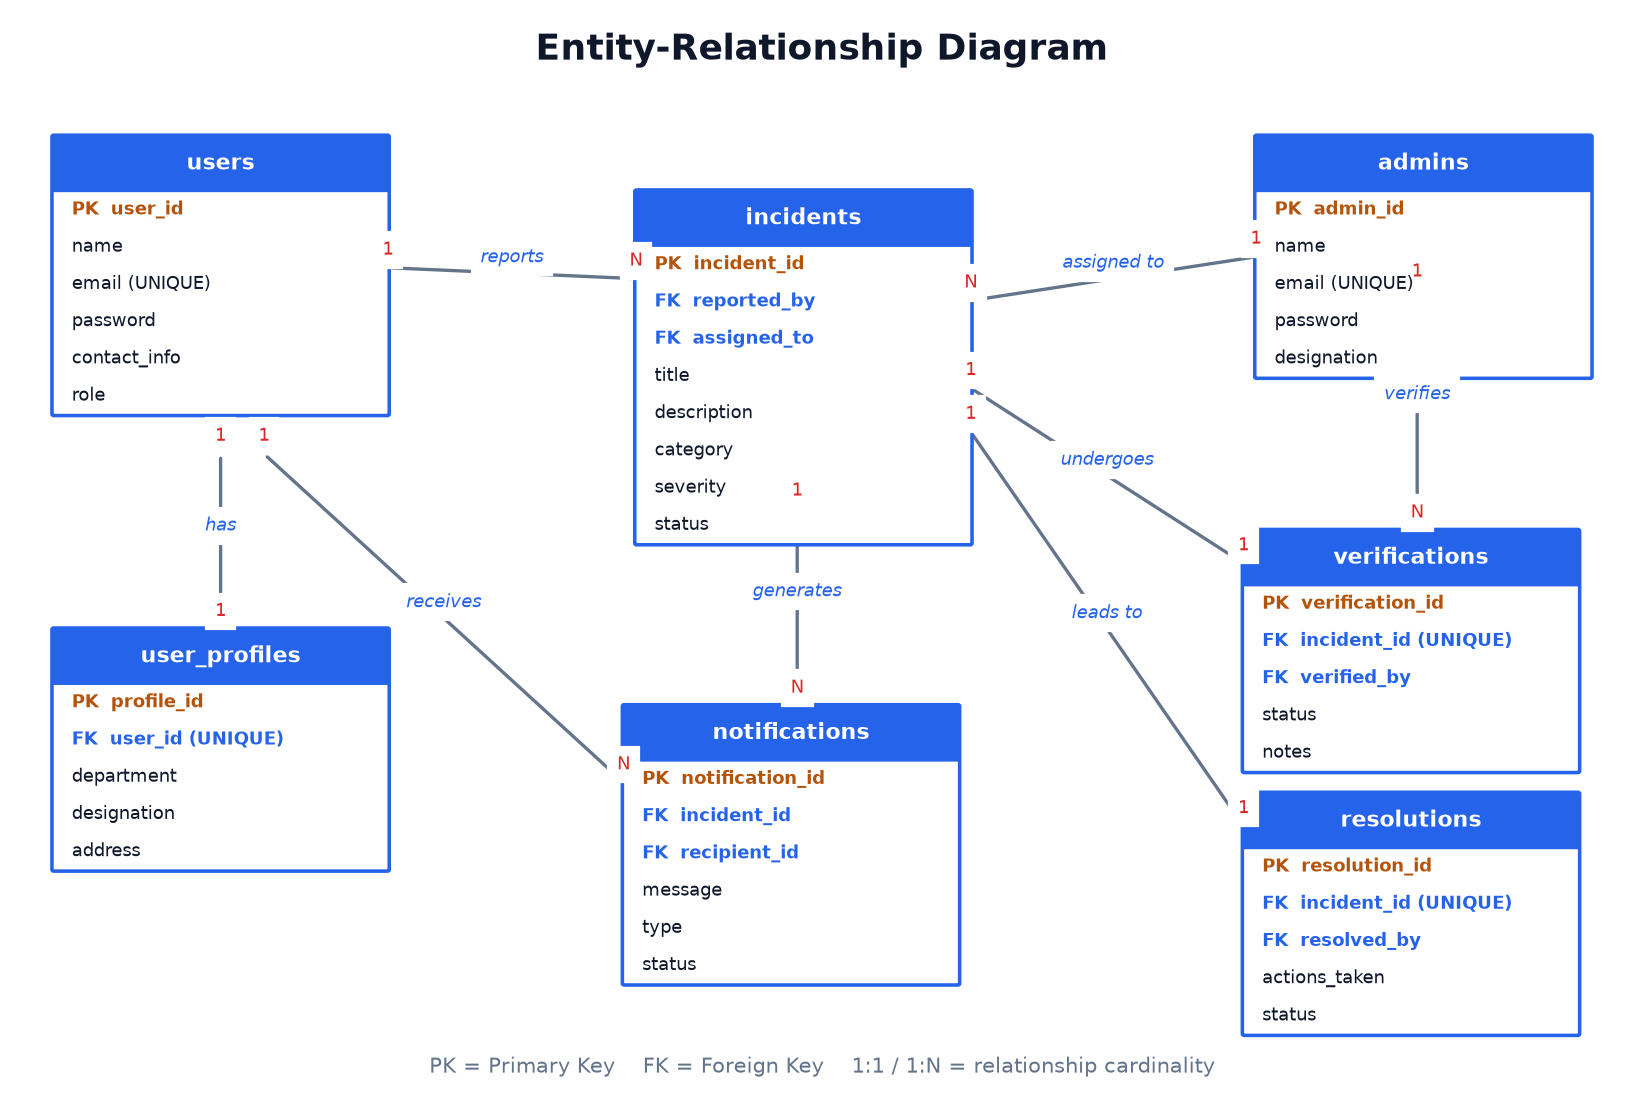 Entity-Relationship Diagram
users
PK user_id
name
email (UNIQUE)
password
contact_info
role
1
reports
N
incidents
PK incident_id
FK reported_by
FK assigned_to
title
description
category
severity
status
N
assigned to
1
admins
PK admin_id
name
email (UNIQUE)
password
designation
1
verifies
N
1
undergoes
1
1
leads to
1
1
generates
N
1
has
1
1
receives
N
user_profiles
PK profile_id
FK user_id (UNIQUE)
department
designation
address
notifications
PK notification_id
FK incident_id
FK recipient_id
message
type
status
verifications
PK verification_id
FK incident_id (UNIQUE)
FK verified_by
status
notes
resolutions
PK resolution_id
FK incident_id (UNIQUE)
FK resolved_by
actions_taken
status
PK = Primary Key FK = Foreign Key 1:1 / 1:N = relationship cardinality